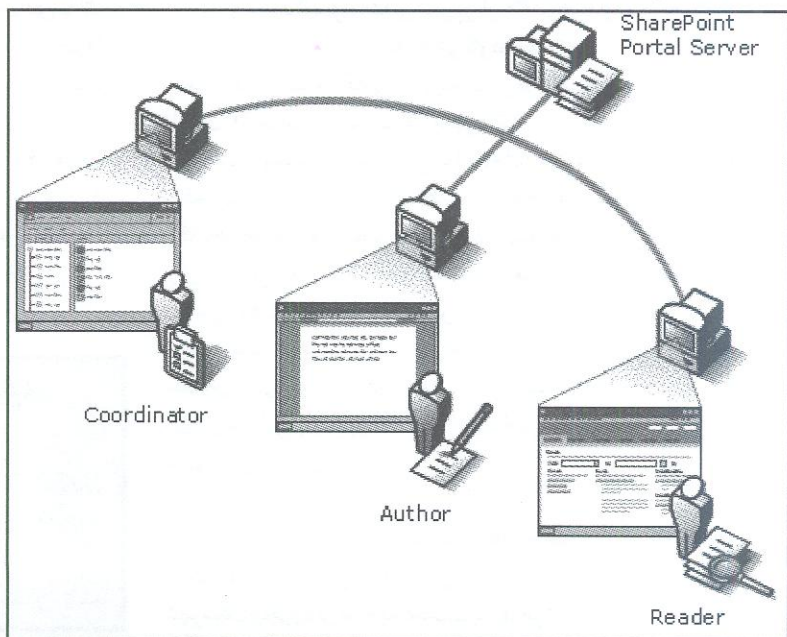 SharePoint
Portal Server
Coordinator
Author
Reader